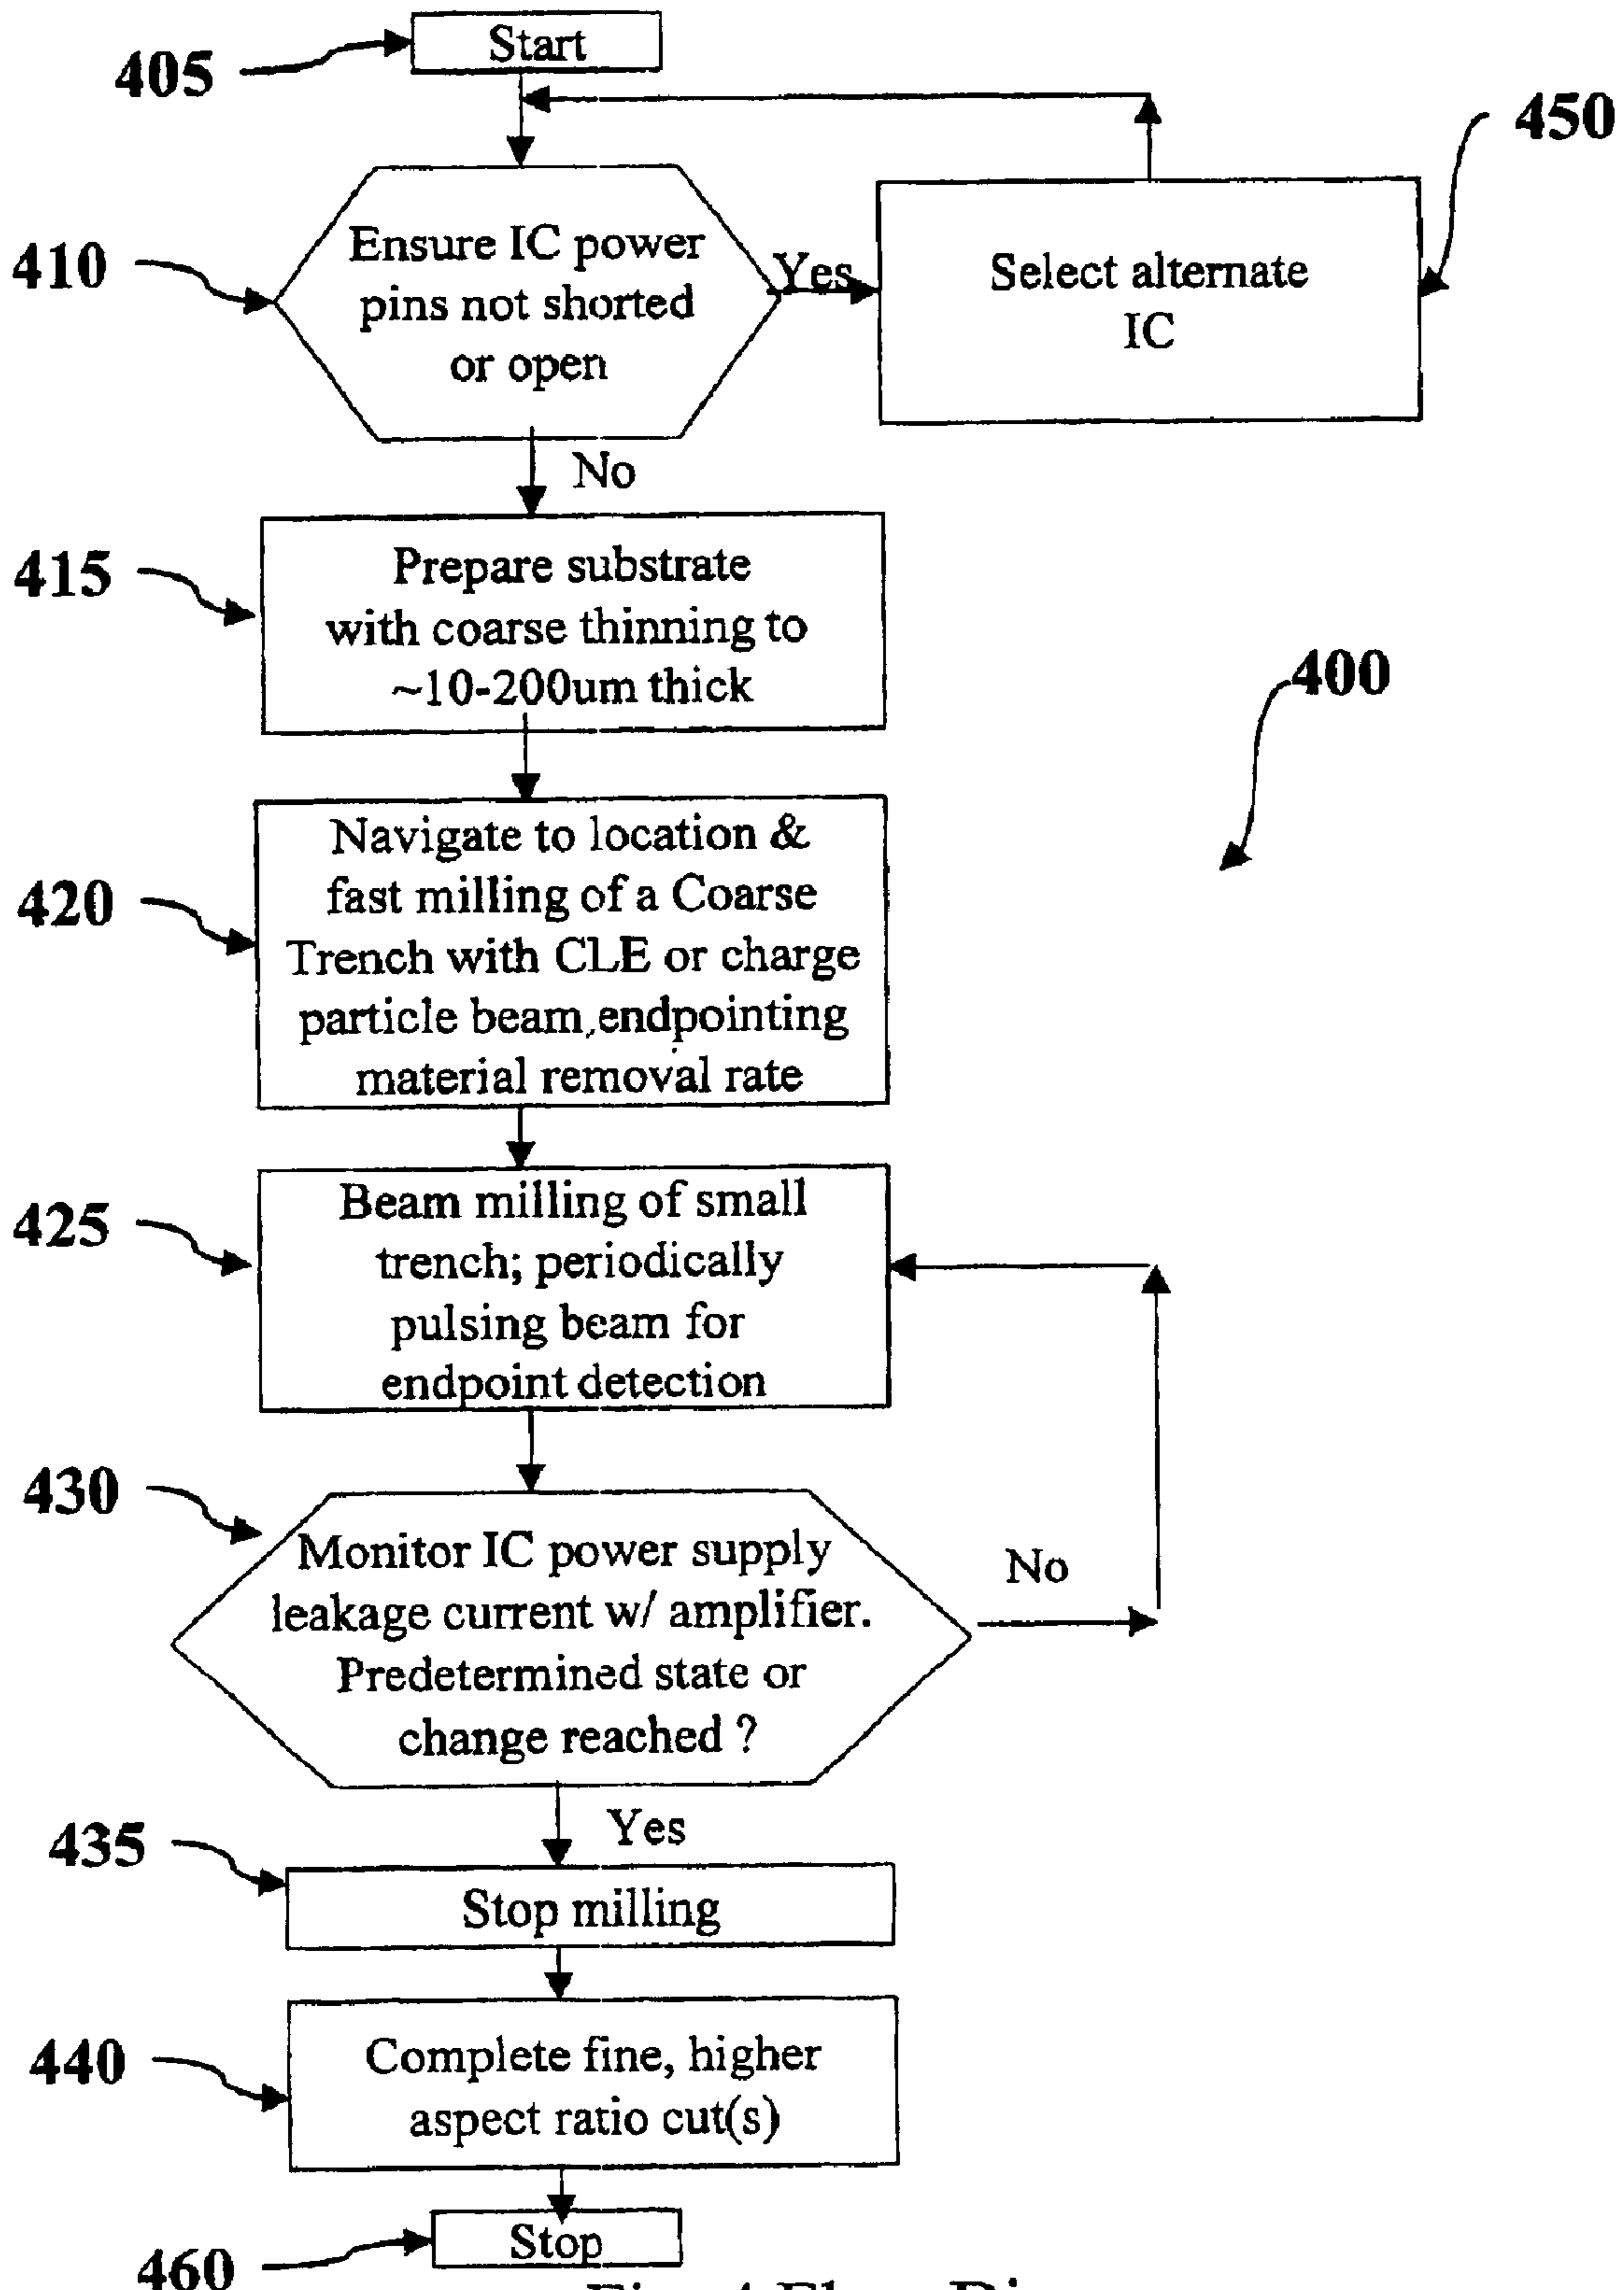 405
Start
450
410
Ensure IC power
pins not shorted
or open
Yes
Select alternate
IC
No
415
Prepare substrate
with coarse thinning to
~10-200um thick
400
420
Navigate to location &
fast milling of a Coarse
Trench with CLE or charge
particle beam,endpointing
material removal rate
425
Beam milling of small
trench; periodically
pulsing beam for
endpoint detection
430
Monitor IC power supply
leakage current w/ amplifier.
Predetermined state or
change reached ?
No
Yes
435
Stop milling
440
Complete fine, higher
aspect ratio cut(s)
460
Stop